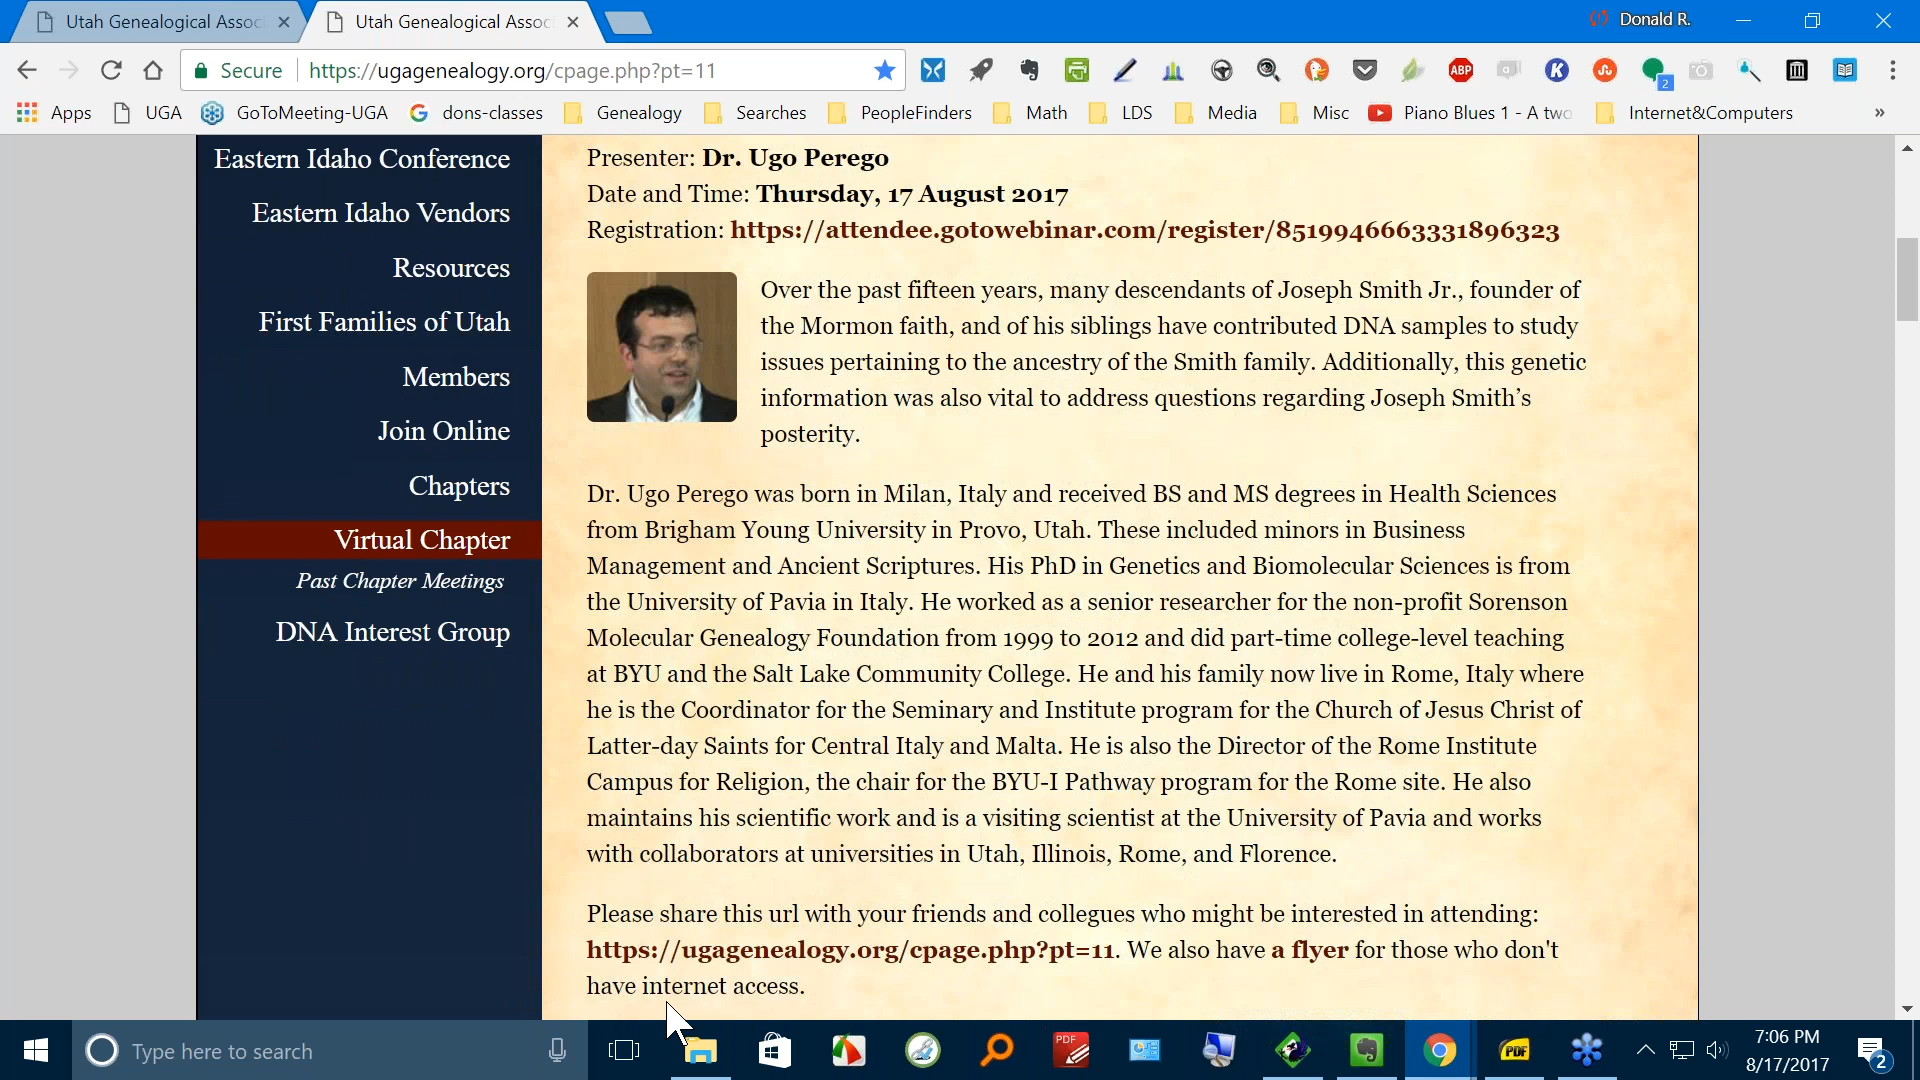 Utah Genealogical Assoc
Utah Genealogical Assoc
Donald R.
Secure
https://ugagenealogy.org/cpage.php?pt=11
ABP
K
2
Apps
UGA
GoToMeeting-UGA
dons-classes
Genealogy
Searches
PeopleFinders
Math
LDS
Media
Misc
Piano Blues 1 - A two
Internet&Computers
»
Eastern Idaho Conference
Eastern Idaho Vendors
Resources
First Families of Utah
Members
Join Online
Chapters
Virtual Chapter
Past Chapter Meetings
DNA Interest Group
Presenter: Dr. Ugo Perego
Date and Time: Thursday, 17 August 2017
Registration: https://attendee.gotowebinar.com/register/8519946663331896323
Over the past fifteen years, many descendants of Joseph Smith Jr., founder of
the Mormon faith, and of his siblings have contributed DNA samples to study
issues pertaining to the ancestry of the Smith family. Additionally, this genetic
information was also vital to address questions regarding Joseph Smith’s
posterity.
Dr. Ugo Perego was born in Milan, Italy and received BS and MS degrees in Health Sciences
from Brigham Young University in Provo, Utah. These included minors in Business
Management and Ancient Scriptures. His PhD in Genetics and Biomolecular Sciences is from
the University of Pavia in Italy. He worked as a senior researcher for the non-profit Sorenson
Molecular Genealogy Foundation from 1999 to 2012 and did part-time college-level teaching
at BYU and the Salt Lake Community College. He and his family now live in Rome, Italy where
he is the Coordinator for the Seminary and Institute program for the Church of Jesus Christ of
Latter-day Saints for Central Italy and Malta. He is also the Director of the Rome Institute
Campus for Religion, the chair for the BYU-I Pathway program for the Rome site. He also
maintains his scientific work and is a visiting scientist at the University of Pavia and works
with collaborators at universities in Utah, Illinois, Rome, and Florence.
Please share this url with your friends and collegues who might be interested in attending:
https://ugagenealogy.org/cpage.php?pt=11. We also have a flyer for those who don't
have internet access.
Type here to search
PDF
PDF
7:06 PM
8/17/2017
2